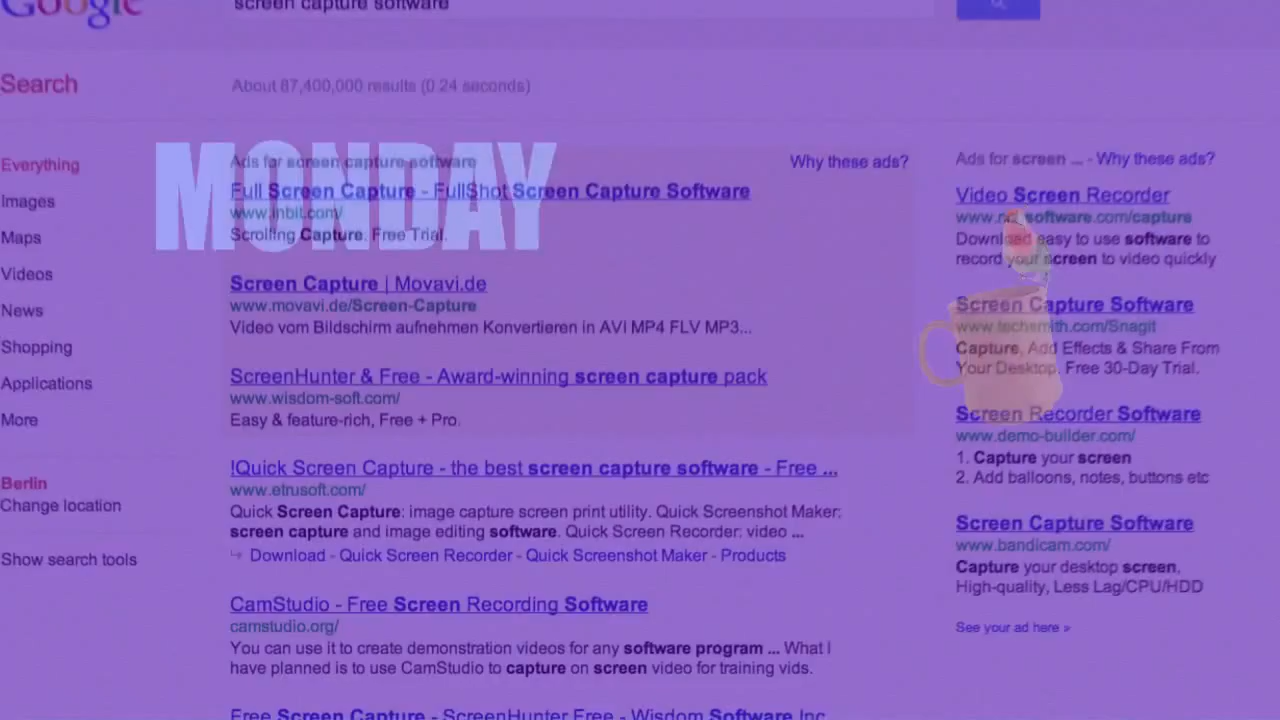 Google
screen capture software
Search
About 87,400,000 results (0.24 seconds)
MONDAY
Everything
Images
Maps
Videos
News
Shopping
Applications
More
Berlin
Change location
Show search tools
Ads for screen capture software
Why these ads?
Full Screen Capture - FullShot Screen Capture Software
www.inbit.com/
Scrolling Capture. Free Trial.
Screen Capture | Movavi.de
www.movavi.de/Screen-Capture
Video vom Bildschirm aufnehmen Konvertieren in AVI MP4 FLV MP3...
ScreenHunter & Free - Award-winning screen capture pack
www.wisdom-soft.com/
Easy & feature-rich, Free + Pro.
!Quick Screen Capture - the best screen capture software - Free ...
www.etrusoft.com/
Quick Screen Capture: image capture screen print utility. Quick Screenshot Maker:
screen capture and image editing software. Quick Screen Recorder: video ...
Download - Quick Screen Recorder - Quick Screenshot Maker - Products
CamStudio - Free Screen Recording Software
camstudio.org/
You can use it to create demonstration videos for any software program ... What I
have planned is to use CamStudio to capture on screen video for training vids.
Free Screen Capture - ScreenHunter Free - Wisdom Software Inc
Ads for screen ... - Why these ads?
Video Screen Recorder
Download easy to use software to
record your screen to video quickly
Screen Capture Software
www.techsmith.com/Snagit
Capture, Add Effects & Share From
Your Desktop. Free 30-Day Trial.
Screen Recorder Software
www.demo-builder.com/
1. Capture your screen
2. Add balloons, notes, buttons etc
Screen Capture Software
www.bandicam.com/
Capture your desktop screen,
High-quality, Less Lag/CPU/HDD
See your ad here »